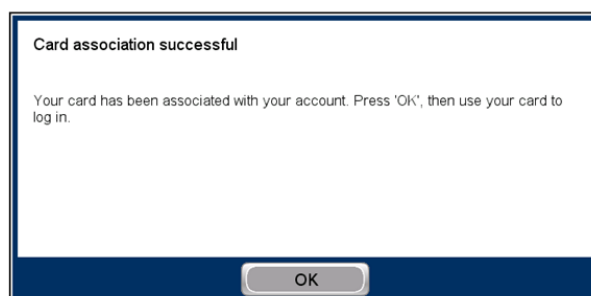 Card association successful
Your card has been associated with your account. Press 'OK', then use your card to
log in.
OK